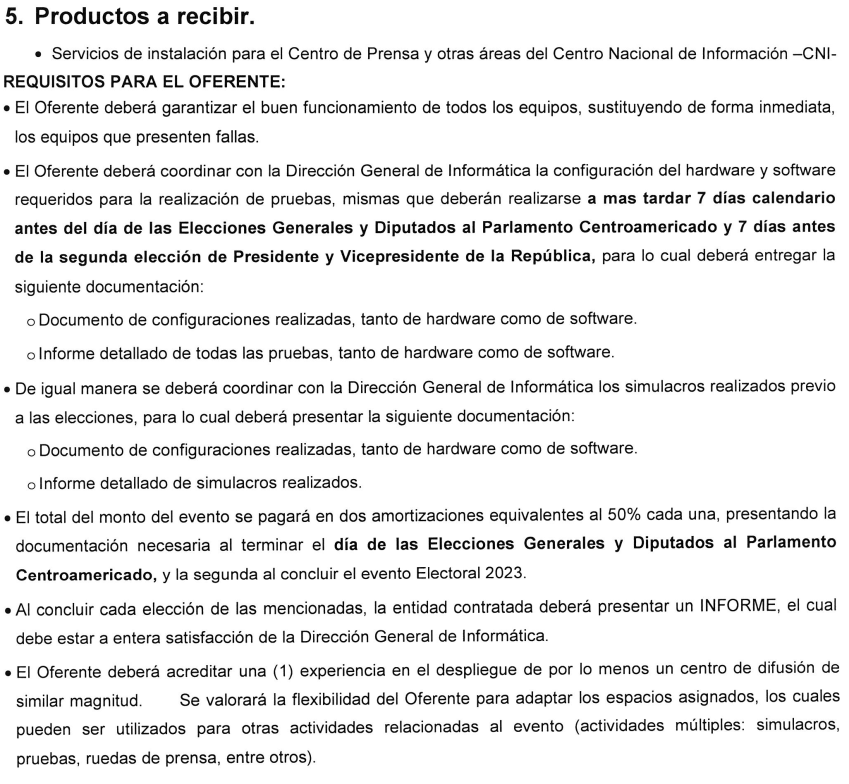 5. Productos a recibir.
• Servicios de instalación para el Centro de Prensa y otras áreas del Centro Nacional de Información –CNI-
REQUISITOS PARA EL OFERENTE:
• El Oferente deberá garantizar el buen funcionamiento de todos los equipos, sustituyendo de forma inmediata,
los equipos que presenten fallas.
• El Oferente deberá coordinar con la Dirección General de Informática la configuración del hardware y software
requeridos para la realización de pruebas, mismas que deberán realizarse a mas tardar 7 días calendario
antes del día de las Elecciones Generales y Diputados al Parlamento Centroamericado y 7 días antes
de la segunda elección de Presidente y Vicepresidente de la República, para lo cual deberá entregar la
siguiente documentación:
o Documento de configuraciones realizadas, tanto de hardware como de software.
o Informe detallado de todas las pruebas, tanto de hardware como de software.
• De igual manera se deberá coordinar con la Dirección General de Informática los simulacros realizados previo
a las elecciones, para lo cual deberá presentar la siguiente documentación:
o Documento de configuraciones realizadas, tanto de hardware como de software.
o Informe detallado de simulacros realizados.
• El total del monto del evento se pagará en dos amortizaciones equivalentes al 50% cada una, presentando la
documentación necesaria al terminar el día de las Elecciones Generales y Diputados al Parlamento
Centroamericado, y la segunda al concluir el evento Electoral 2023.
• Al concluir cada elección de las mencionadas, la entidad contratada deberá presentar un INFORME, el cual
debe estar a entera satisfacción de la Dirección General de Informática.
• El Oferente deberá acreditar una (1) experiencia en el despliegue de por lo menos un centro de difusión de
similar magnitud. Se valorará la flexibilidad del Oferente para adaptar los espacios asignados, los cuales
pueden ser utilizados para otras actividades relacionadas al evento (actividades múltiples: simulacros,
pruebas, ruedas de prensa, entre otros).